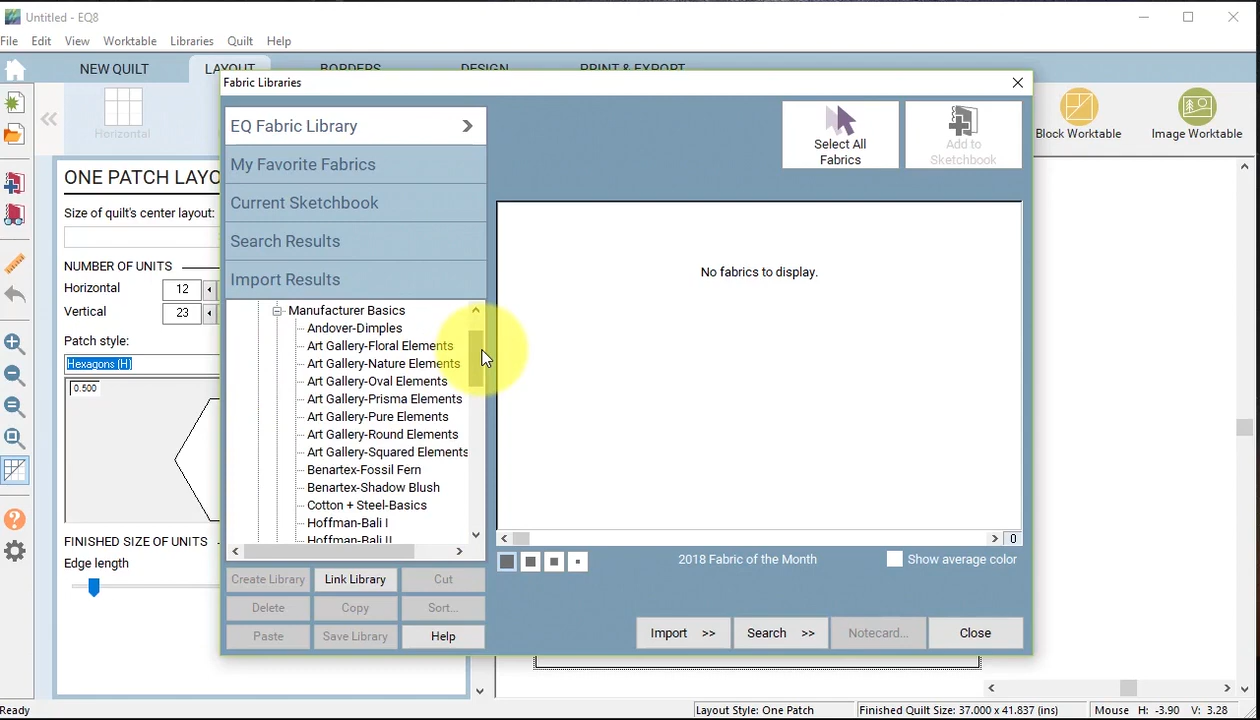 Untitled - EQ8
File Edit View Worktable Libraries Quilt Help
NEW QUILT LAYOUT BORDERS DESIGN PRINT & EXPORT
Horizontal
Block Worktable
Image Worktable
ONE PATCH LAYO
Size of quilt's center layout:
NUMBER OF UNITS
Horizontal 12
Vertical 23
Patch style:
Hexagons (H)
0.500
FINISHED SIZE OF UNITS
Edge length
Fabric Libraries
EQ Fabric Library
My Favorite Fabrics
Current Sketchbook
Search Results
Import Results
Manufacturer Basics
Andover-Dimples
Art Gallery-Floral Elements
Art Gallery-Nature Elements
Art Gallery-Oval Elements
Art Gallery-Prisma Elements
Art Gallery-Pure Elements
Art Gallery-Round Elements
Art Gallery-Squared Elements
Benartex-Fossil Fern
Benartex-Shadow Blush
Cotton + Steel-Basics
Hoffman-Bali I
Hoffman-Bali II
Create Library Link Library Cut
Delete Copy Sort...
Paste Save Library Help
Select All
Fabrics
Add to
Sketchbook
No fabrics to display.
0
2018 Fabric of the Month
Show average color
Import >> Search >> Notecard... Close
Ready
Layout Style: One Patch
Finished Quilt Size: 37.000 x 41.837 (ins)
Mouse H: -3.90 V: 3.28